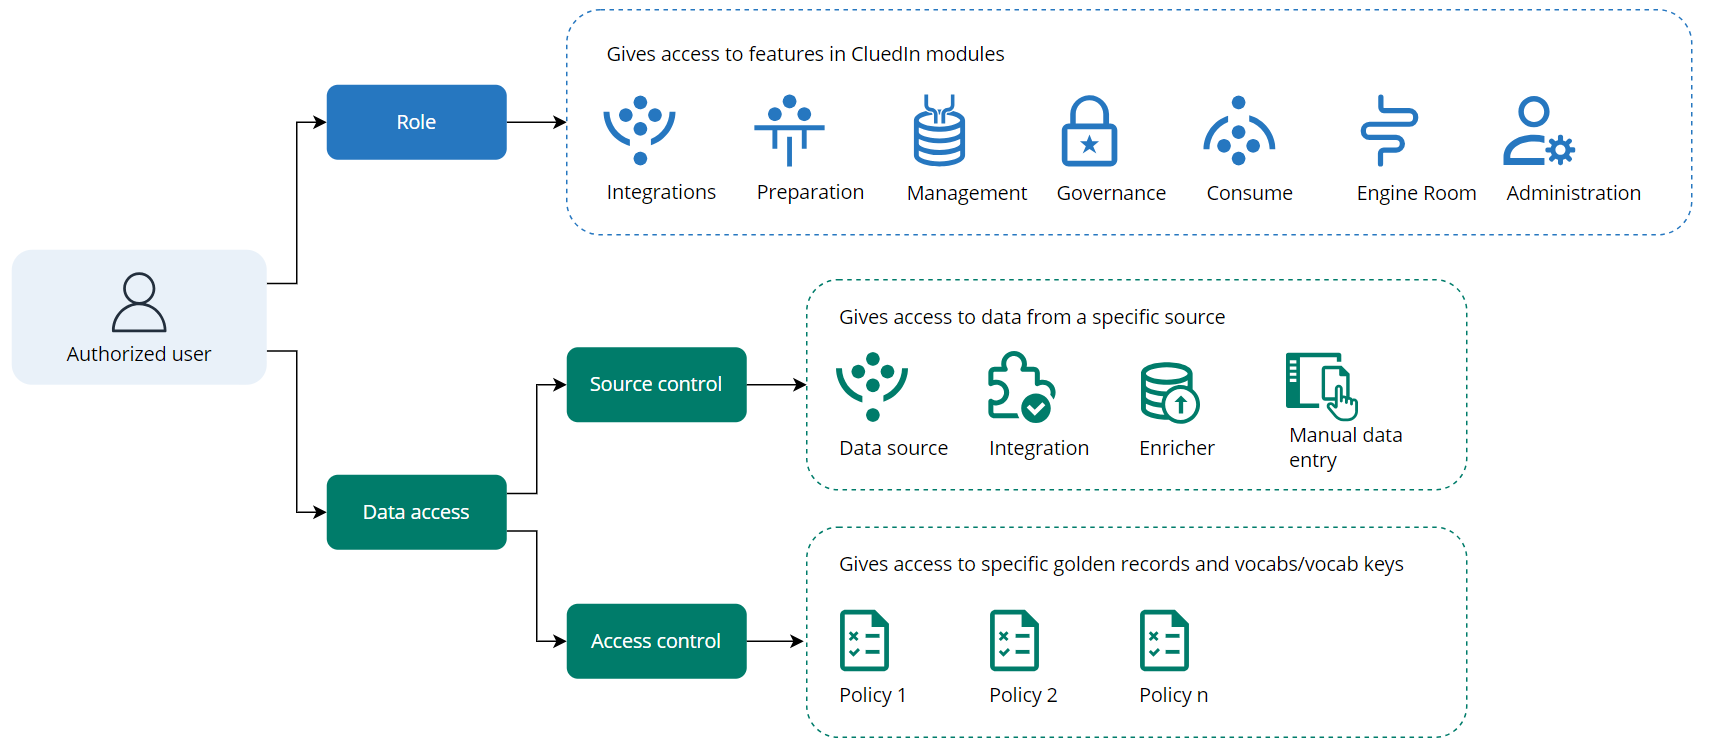 Gives access to features in CluedIn modules
Role
Integrations
Preparation
Management
Governance
Consume
Engine Room
Administration
Authorized user
Gives access to data from a specific source
Source control
Data source
Integration
Enricher
Manual data
entry
Data access
Gives access to specific golden records and vocabs/vocab keys
Access control
Policy 1
Policy 2
Policy n